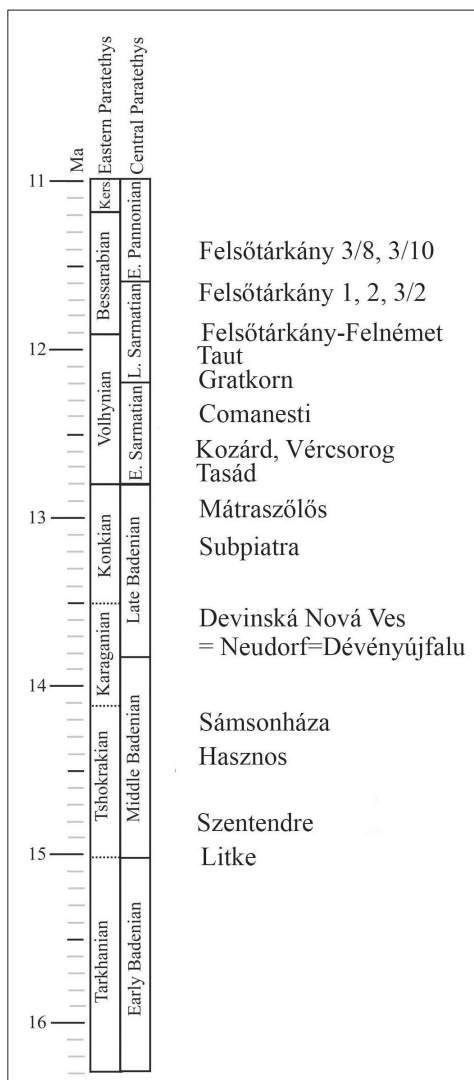 Ma
Eastern Paratethys
Central Paratethys
11
12
13
14
15
16
Kers.
Bessarabian
Volhynian
Konkian
Karaganian
Tshokrakian
Tarkhanian
E. Pannonian
L. Sarmatian
E. Sarmatian
Late Badenian
Middle Badenian
Early Badenian
Felsőtárkány 3/8, 3/10
Felsőtárkány 1, 2, 3/2
Felsőtárkány-Felnémet
Taut
Gratkorn
Comanesti
Kozárd, Vércsorog
Tasád
Mátraszőlős
Subpiatra
Devinská Nová Ves
= Neudorf=Dévényújfalu
Sámsonháza
Hasznos
Szentendre
Litke